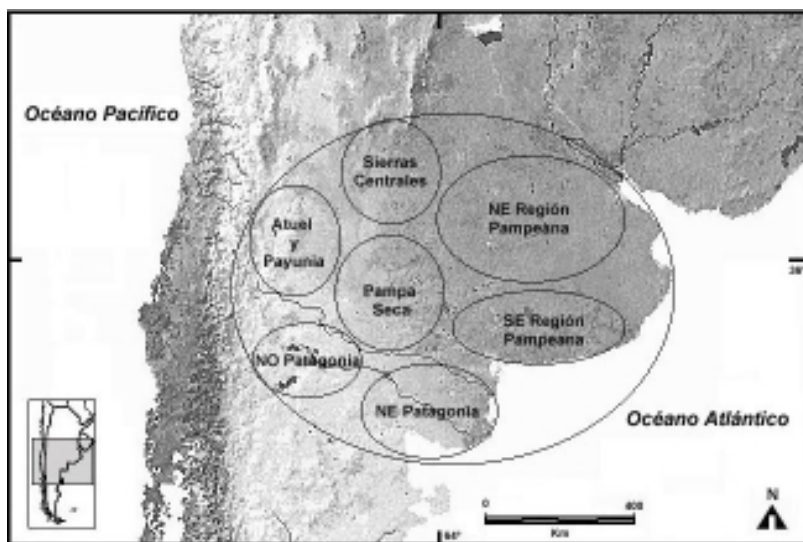 Océano Pacífico
Sierras
Centrales
NE Región
Pampeana
Atuel
y
Payunia
Pampa
Seca
SE Región
Pampeana
NO Patagonia
NE Patagonia
Océano Atlántico
0
400
Km
N
64°